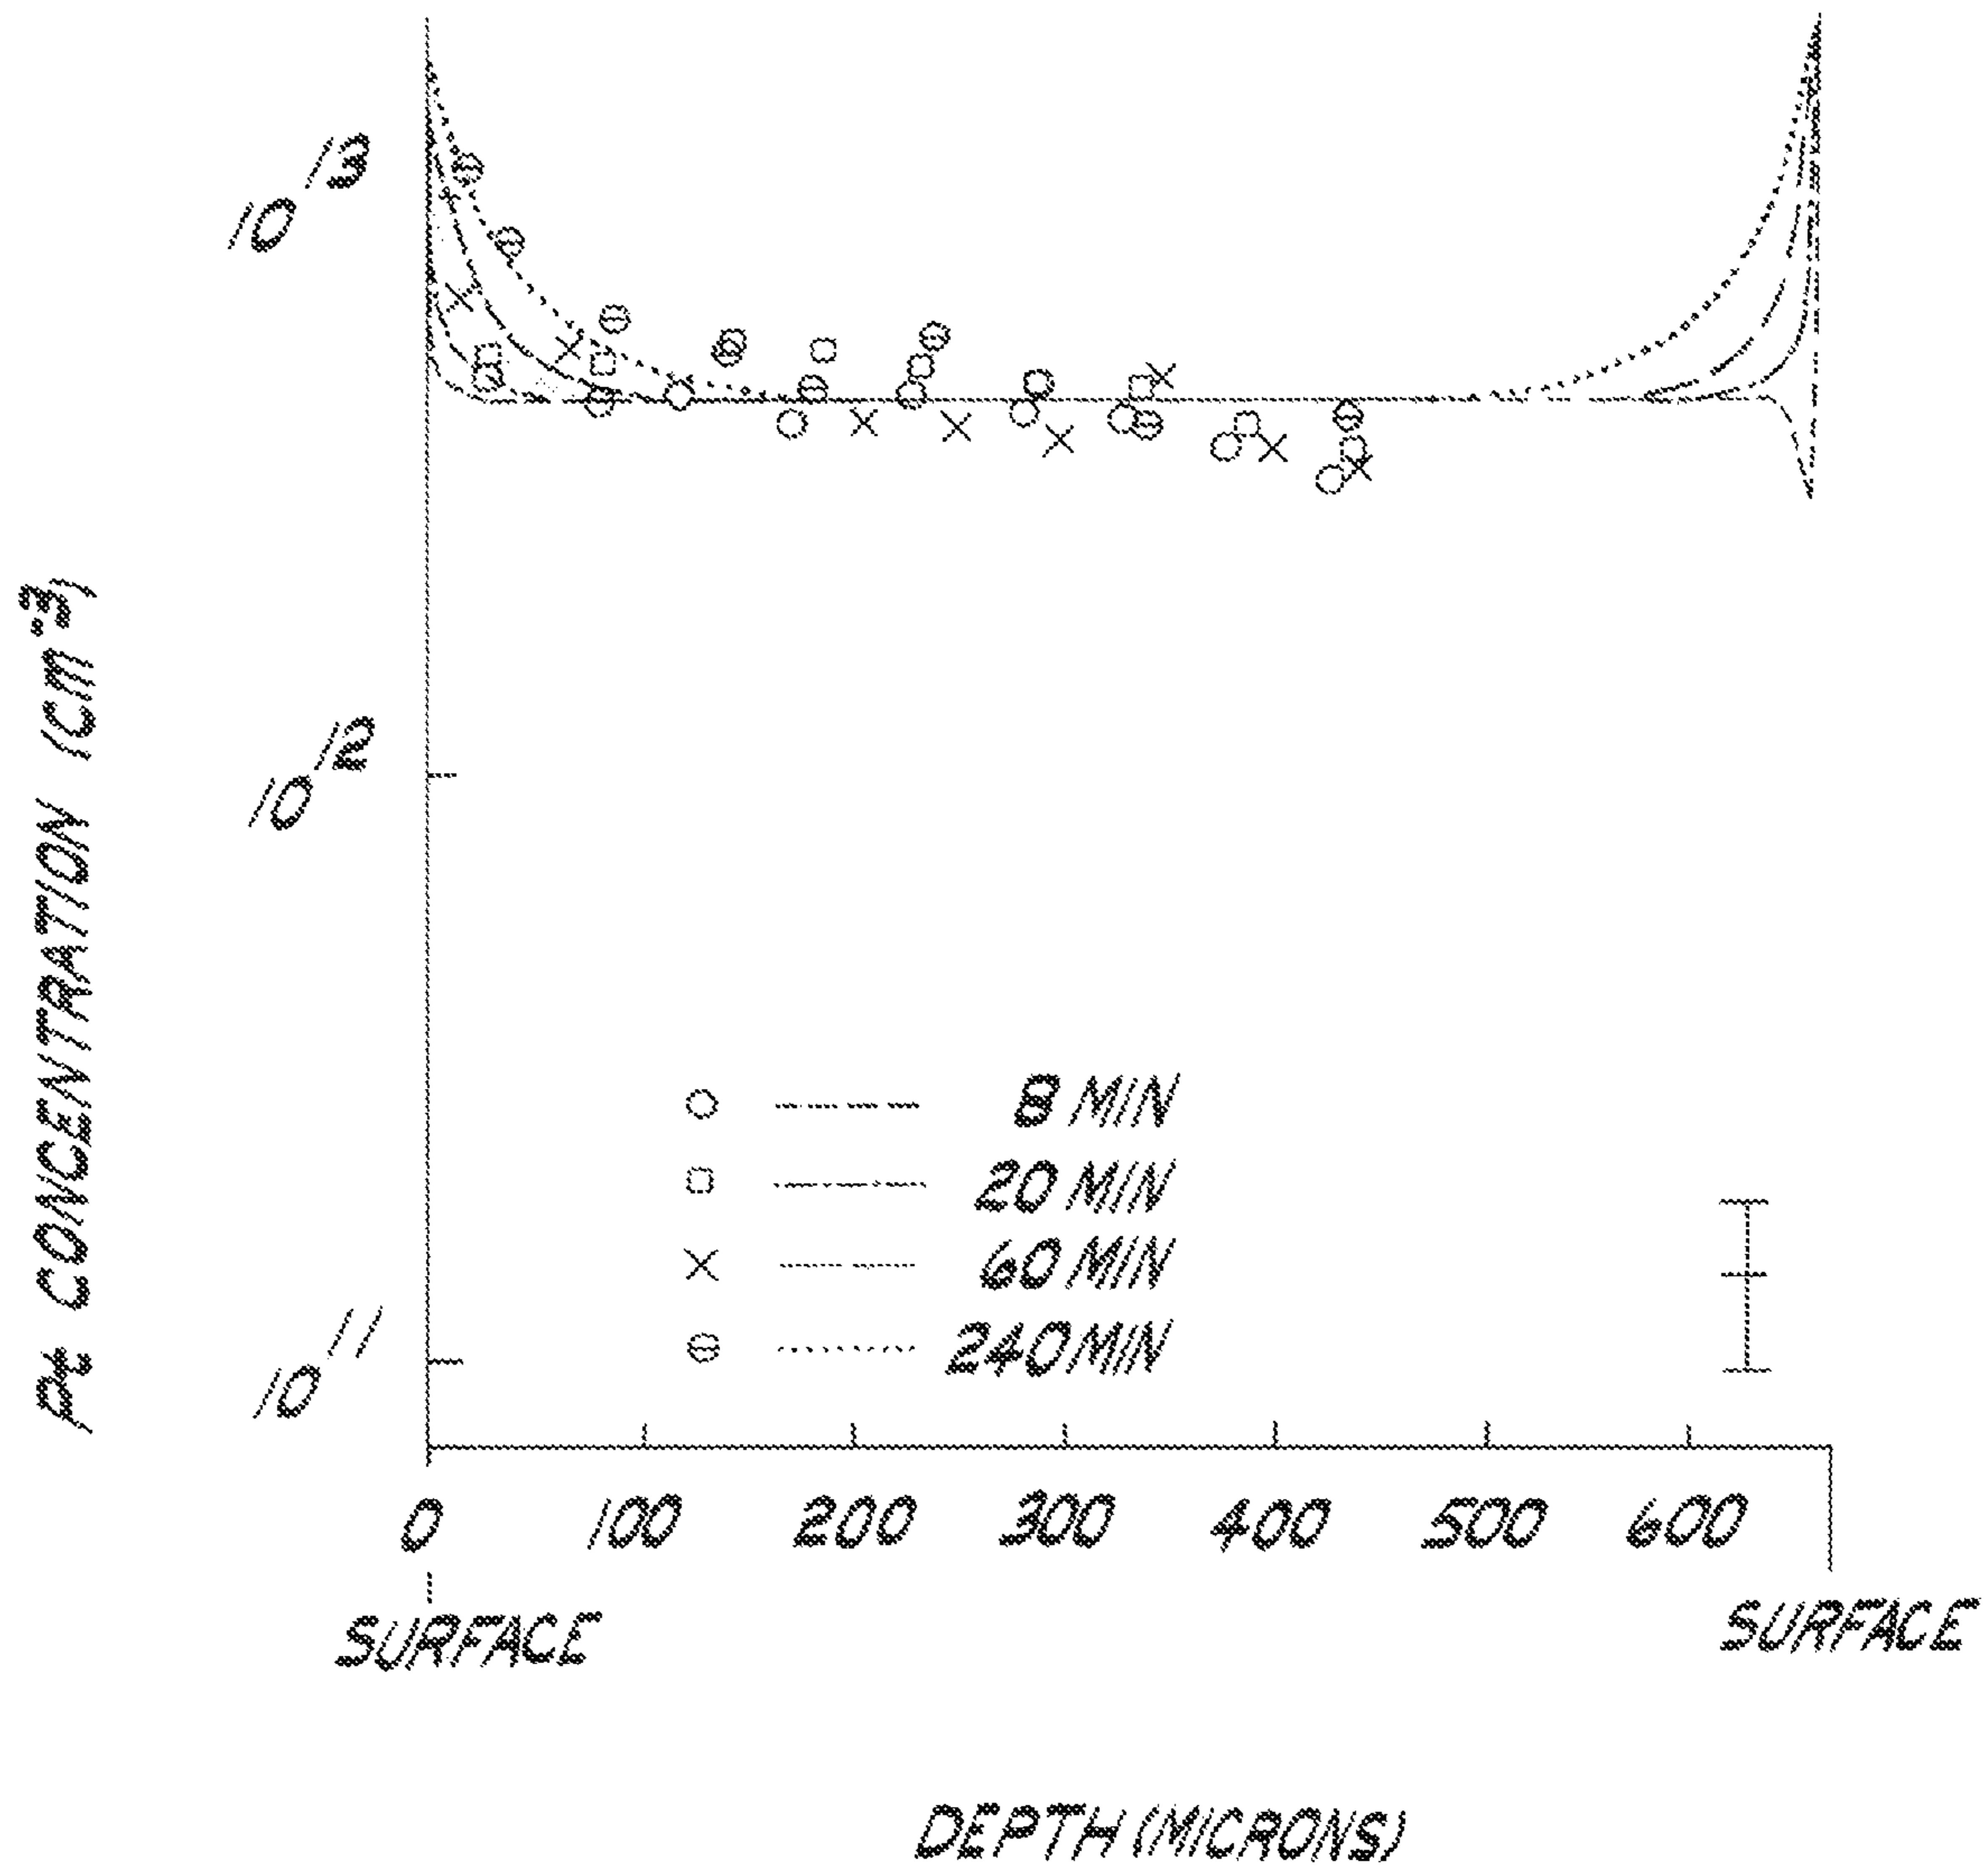 10^13
10^12
10^11
Pt CONCENTRATION (cm^-3)
8 MIN
20 MIN
60 MIN
240 MIN
0 100 200 300 400 500 600
SURFACE SURFACE
DEPTH (MICRONS)